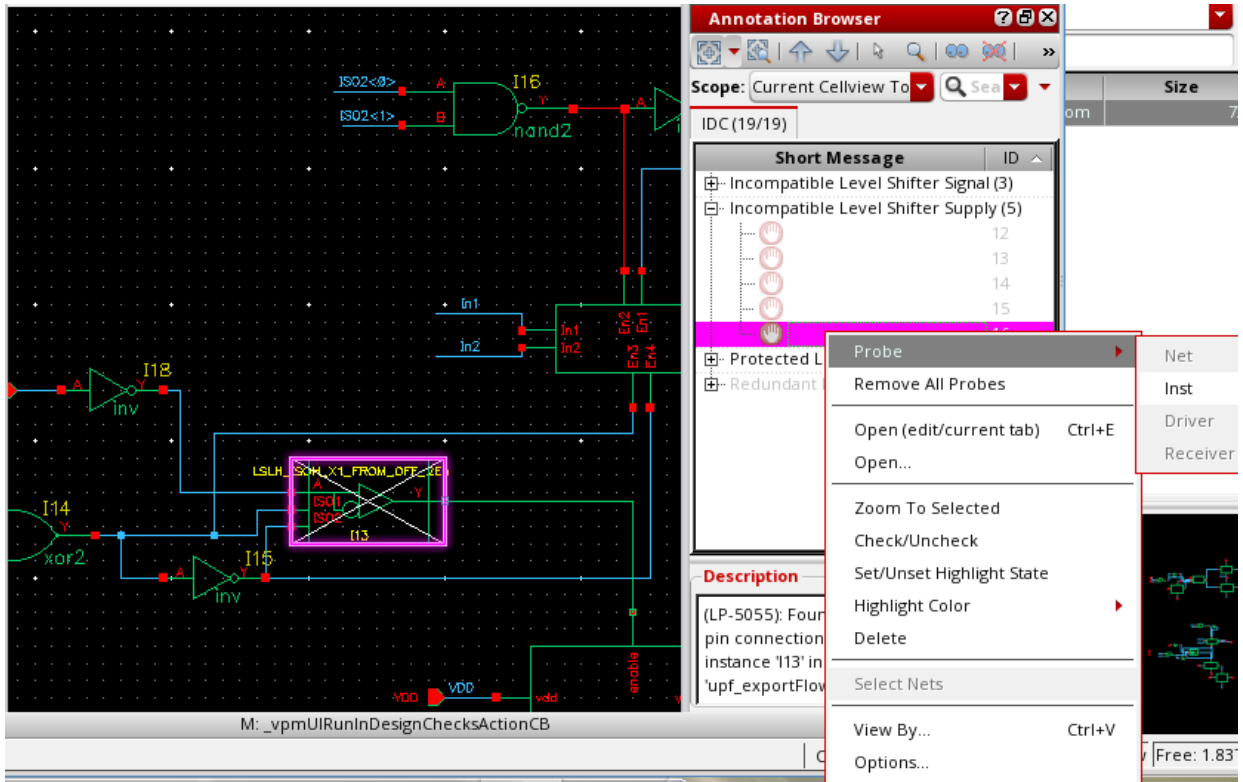 ISO2<0>
ISO2<1>
A
B
I16
Y
nand2
A
In1
In2
In1
In2
En2
En1
En3
En4
I18
A
Y
inv
I14
Y
xor2
A
ISO1
ISO2
Y
I13
I15
A
Y
inv
enable
VDD
VDD
vdd
M: _vpmUIRunInDesignChecksActionCB
Annotation Browser
»
Scope: Current Cellview To
Sea
IDC (19/19)
Short Message ID
Incompatible Level Shifter Signal (3)
Incompatible Level Shifter Supply (5)
12
13
14
15
Protected L
Redundant
Description
(LP-5055): Four
pin connection
instance 'I13' in
'upf_exportFlow
Probe
Remove All Probes
Open (edit/current tab) Ctrl+E
Open...
Zoom To Selected
Check/Uncheck
Set/Unset Highlight State
Highlight Color
Delete
Select Nets
View By... Ctrl+V
Options...
Net
Inst
Driver
Receiver
Size
om
7
Free: 1.83